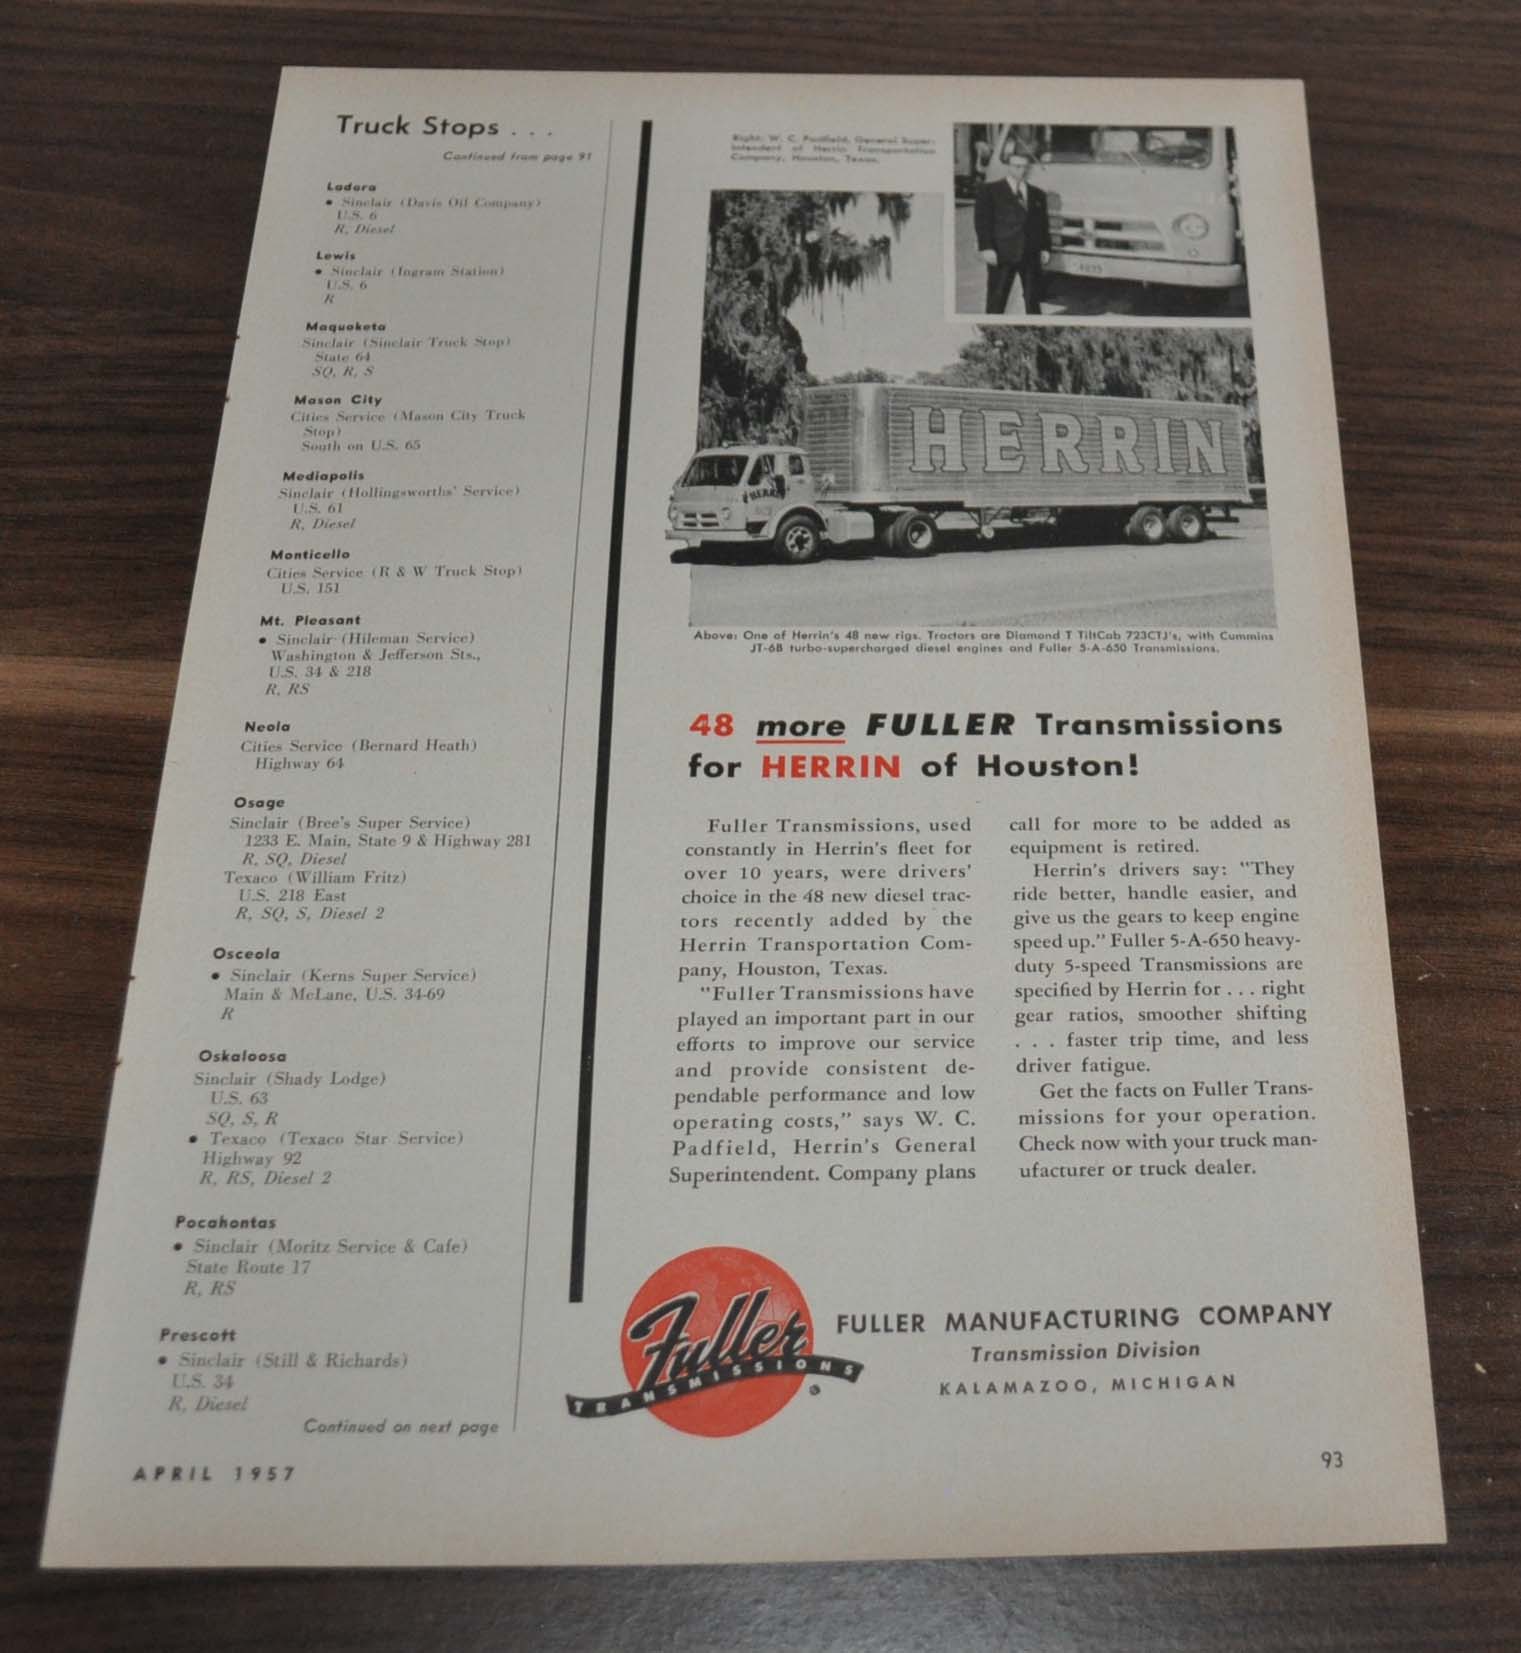 Truck Stops . . .
Continued from page 91
Ladora
• Sinclair (Davis Oil Company)
U.S. 6
R, Diesel
Lewis
• Sinclair (Ingram Station)
U.S. 6
R
Maquoketa
Sinclair (Sinclair Truck Stop)
State 64
SQ, R, S
Mason City
Cities Service (Mason City Truck
Stop)
South on U.S. 65
Mediapolis
Sinclair (Hollingsworths' Service)
U.S. 61
R, Diesel
Monticello
Cities Service (R & W Truck Stop)
U.S. 151
Mt. Pleasant
• Sinclair (Hileman Service)
Washington & Jefferson Sts.,
U.S. 34 & 218
R, RS
Neola
Cities Service (Bernard Heath)
Highway 64
Osage
Sinclair (Bree's Super Service)
1233 E. Main, State 9 & Highway 281
R, SQ, Diesel
Texaco (William Fritz)
U.S. 218 East
R, SQ, S, Diesel 2
Osceola
• Sinclair (Kerns Super Service)
Main & McLane, U.S. 34-69
R
Oskaloosa
Sinclair (Shady Lodge)
U.S. 63
SQ, S, R
• Texaco (Texaco Star Service)
Highway 92
R, RS, Diesel 2
Pocahontas
• Sinclair (Moritz Service & Cafe)
State Route 17
R, RS
Prescott
• Sinclair (Still & Richards)
U.S. 34
R, Diesel
Continued on next page
APRIL 1957
Right: W. C. Padfield, General Super-
intendent of Herrin Transportation
Company, Houston, Texas.
HERRIN
HERRIN
Above: One of Herrin's 48 new rigs. Tractors are Diamond T TiltCab 723CTJ's, with Cummins
JT-6B turbo-supercharged diesel engines and Fuller 5-A-650 Transmissions.
48 more FULLER Transmissions
for HERRIN of Houston!
Fuller Transmissions, used
constantly in Herrin's fleet for
over 10 years, were drivers'
choice in the 48 new diesel trac-
tors recently added by the
Herrin Transportation Com-
pany, Houston, Texas.
"Fuller Transmissions have
played an important part in our
efforts to improve our service
and provide consistent de-
pendable performance and low
operating costs," says W. C.
Padfield, Herrin's General
Superintendent. Company plans
call for more to be added as
equipment is retired.
Herrin's drivers say: "They
ride better, handle easier, and
give us the gears to keep engine
speed up." Fuller 5-A-650 heavy-
duty 5-speed Transmissions are
specified by Herrin for . . . right
gear ratios, smoother shifting
. . . faster trip time, and less
driver fatigue.
Get the facts on Fuller Trans-
missions for your operation.
Check now with your truck man-
ufacturer or truck dealer.
Fuller
TRANSMISSIONS
®
FULLER MANUFACTURING COMPANY
Transmission Division
KALAMAZOO, MICHIGAN
93